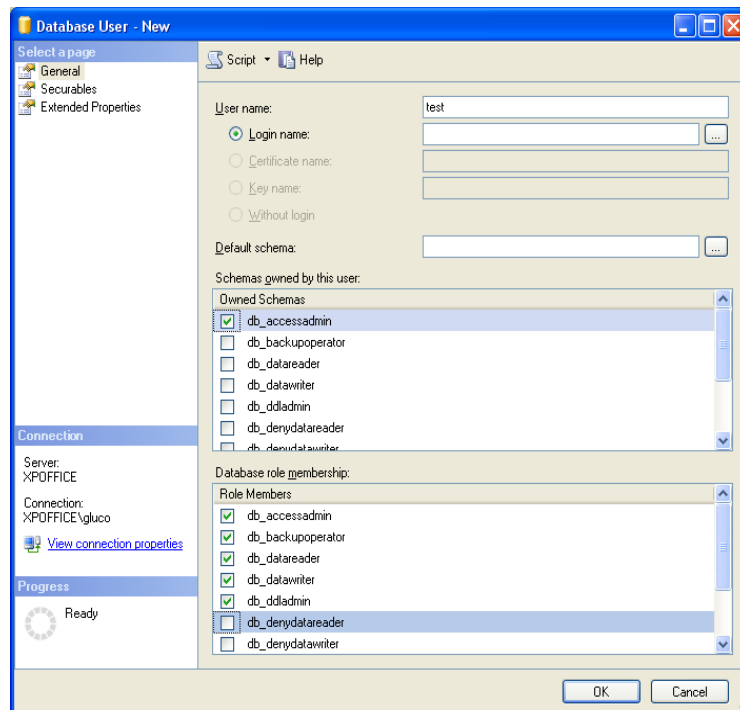 Database User - New
Select a page
General
Securables
Extended Properties
Script Help
User name: test
Login name: ...
Certificate name:
Key name:
Without login
Default schema: ...
Schemas owned by this user:
Owned Schemas
db_accessadmin
db_backupoperator
db_datareader
db_datawriter
db_ddladmin
db_denydatareader
db_denydatawriter
Database role membership:
Role Members
db_accessadmin
db_backupoperator
db_datareader
db_datawriter
db_ddladmin
db_denydatareader
db_denydatawriter
Connection
Server:
XPOFFICE
Connection:
XPOFFICE\gluco
View connection properties
Progress
Ready
OK Cancel